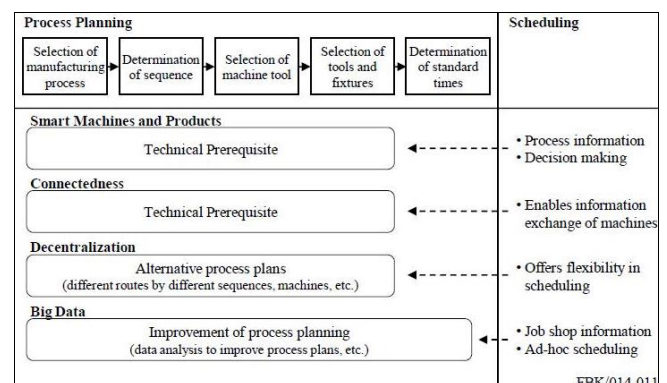 Process Planning
Scheduling
Selection of
manufacturing
process
Determination
of sequence
Selection of
machine tool
Selection of
tools and
fixtures
Determination
of standard
times
Smart Machines and Products
Technical Prerequisite
• Process information
• Decision making
Connectedness
Technical Prerequisite
• Enables information
exchange of machines
Decentralization
Alternative process plans
(different routes by different sequences, machines, etc.)
• Offers flexibility in
scheduling
Big Data
Improvement of process planning
(data analysis to improve process plans, etc.)
• Job shop information
• Ad-hoc scheduling
FBK/014-011